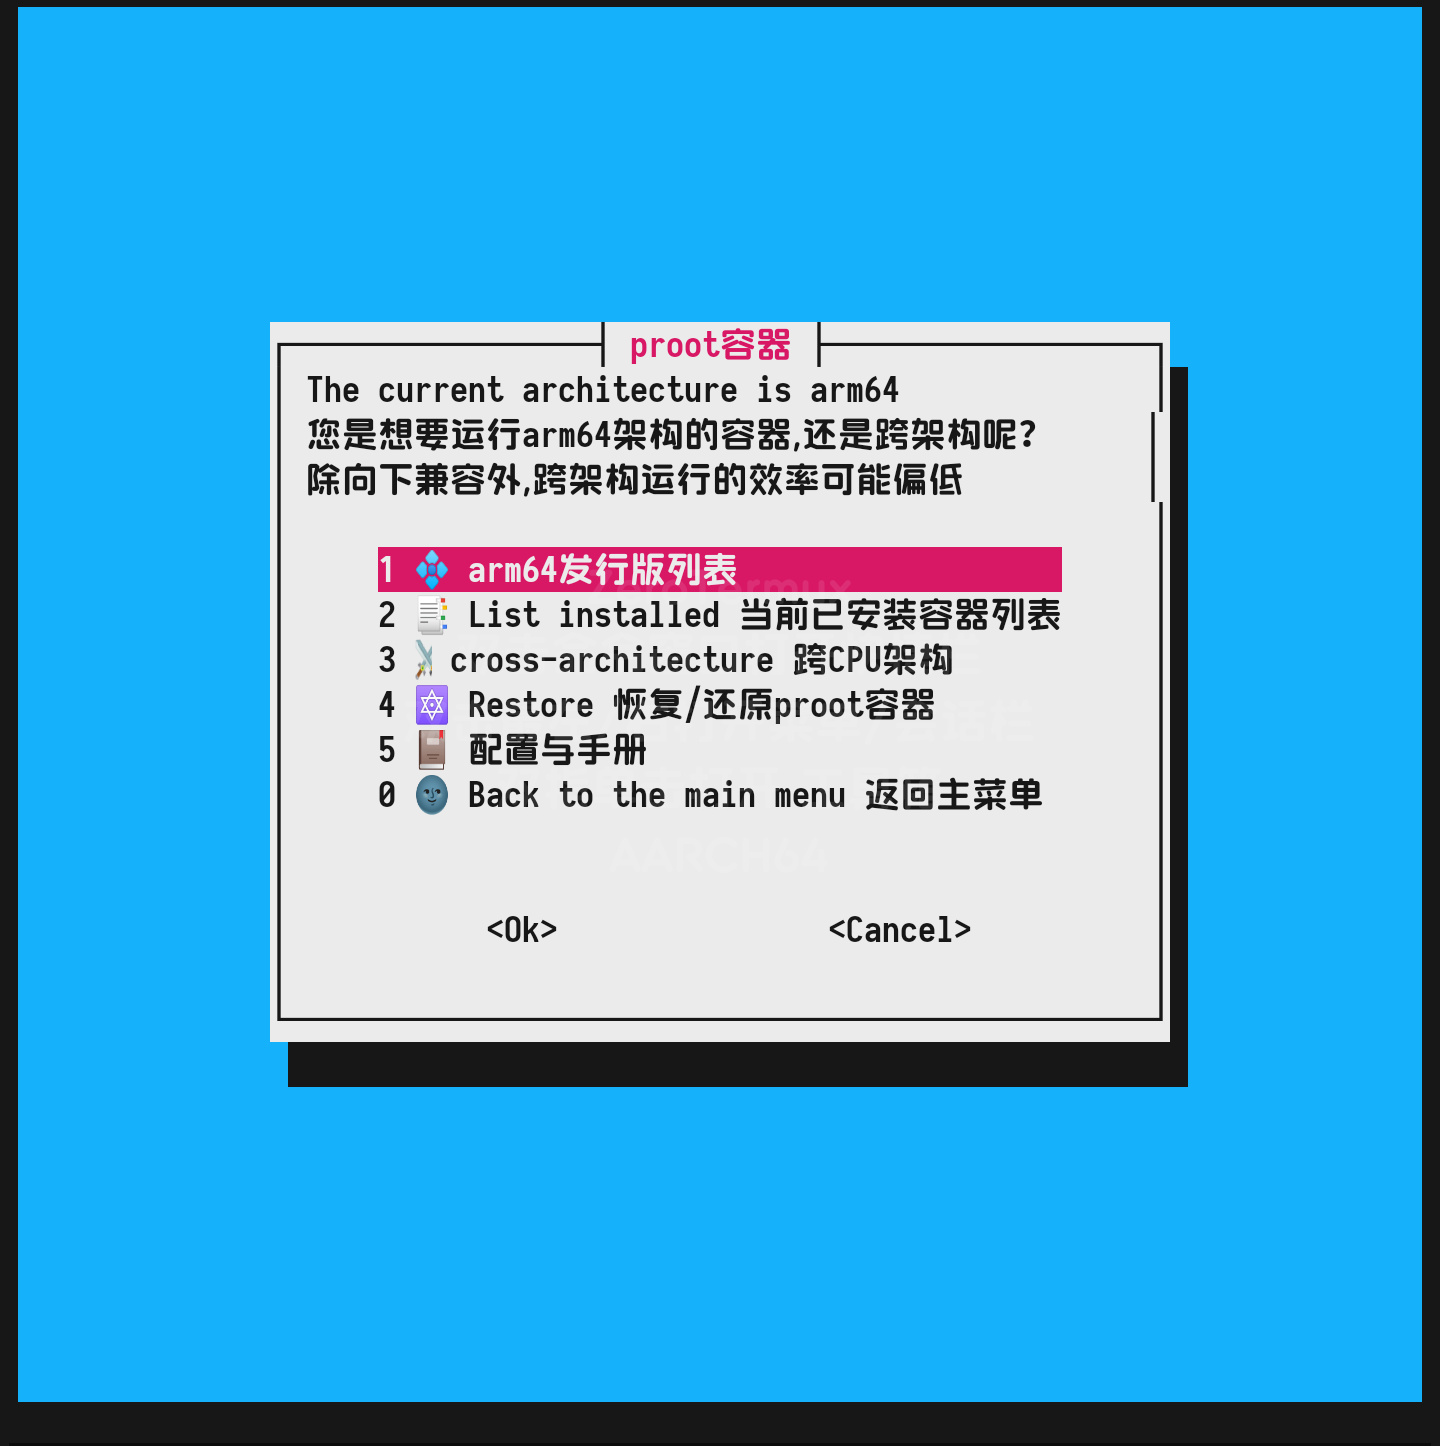 proot容器
The current architecture is arm64
您是想要运行arm64架构的容器,还是跨架构呢?
除向下兼容外,跨架构运行的效率可能偏低
1 💠 arm64发行版列表
2 📑 List installed 当前已安装容器列表
3 ⚔ cross-architecture 跨CPU架构
4 🔯 Restore 恢复/还原proot容器
5 📔 配置与手册
0 🌚 Back to the main menu 返回主菜单
ZeroTermux
AARCH64
<Ok> <Cancel>